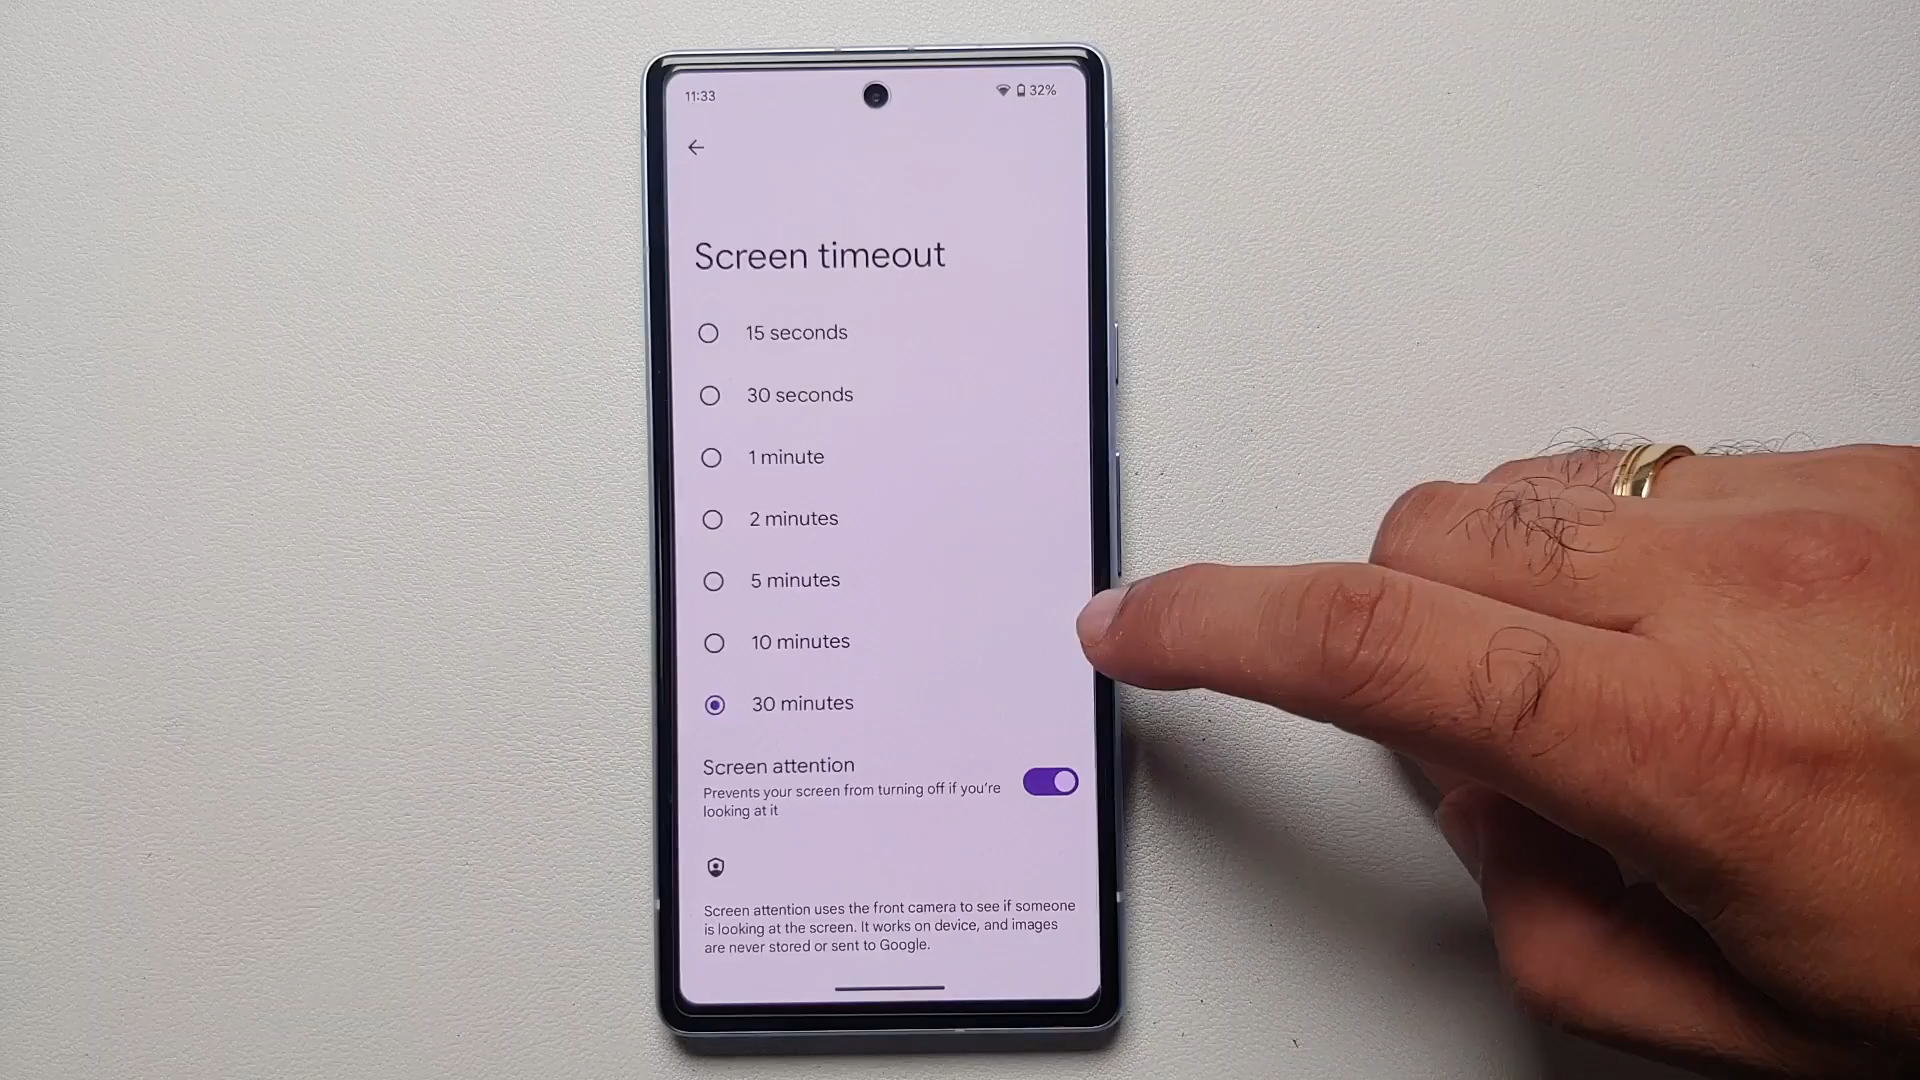 11:33
32%
Screen timeout
15 seconds
30 seconds
1 minute
2 minutes
5 minutes
10 minutes
30 minutes
Screen attention
Prevents your screen from turning off if you're
looking at it
Screen attention uses the front camera to see if someone
is looking at the screen. It works on device, and images
are never stored or sent to Google.